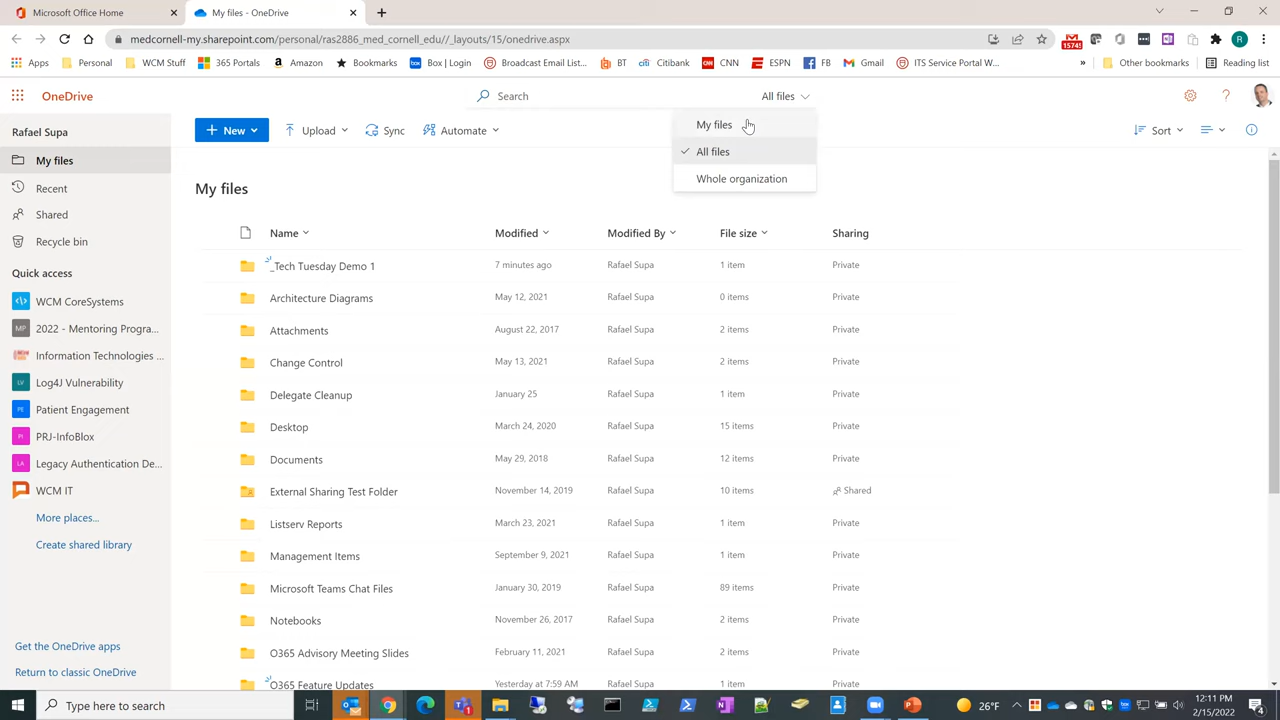 Microsoft Office Home
My files - OneDrive
medcornell-my.sharepoint.com/personal/ras2886_med_cornell_edu/_layouts/15/onedrive.aspx
15745
R
Apps
Personal
WCM Stuff
365 Portals
Amazon
Bookmarks
Box | Login
Broadcast Email List...
BT
Citibank
CNN
ESPN
FB
Gmail
ITS Service Portal W...
»
Other bookmarks
Reading list
OneDrive
Search
All files
My files
All files
Whole organization
Rafael Supa
My files
Recent
Shared
Recycle bin
Quick access
WCM CoreSystems
MP 2022 - Mentoring Progra...
Information Technologies ...
LV Log4J Vulnerability
PE Patient Engagement
PI PRJ-InfoBlox
LA Legacy Authentication De...
WCM IT
More places...
Create shared library
Get the OneDrive apps
Return to classic OneDrive
New
Upload
Sync
Automate
Sort
My files
Name Modified Modified By File size Sharing
_Tech Tuesday Demo 1 7 minutes ago Rafael Supa 1 item Private
Architecture Diagrams May 12, 2021 Rafael Supa 0 items Private
Attachments August 22, 2017 Rafael Supa 2 items Private
Change Control May 13, 2021 Rafael Supa 2 items Private
Delegate Cleanup January 25 Rafael Supa 1 item Private
Desktop March 24, 2020 Rafael Supa 15 items Private
Documents May 29, 2018 Rafael Supa 12 items Private
External Sharing Test Folder November 14, 2019 Rafael Supa 10 items Shared
Listserv Reports March 23, 2021 Rafael Supa 1 item Private
Management Items September 9, 2021 Rafael Supa 1 item Private
Microsoft Teams Chat Files January 30, 2019 Rafael Supa 89 items Private
Notebooks November 26, 2017 Rafael Supa 2 items Private
O365 Advisory Meeting Slides February 11, 2021 Rafael Supa 2 items Private
O365 Feature Updates Yesterday at 7:59 AM Rafael Supa 1 item Private
Type here to search
26°F
12:11 PM
2/15/2022
4